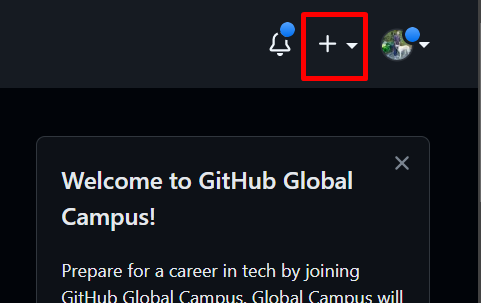 Welcome to GitHub Global
Campus!
Prepare for a career in tech by joining
GitHub Global Campus. Global Campus will